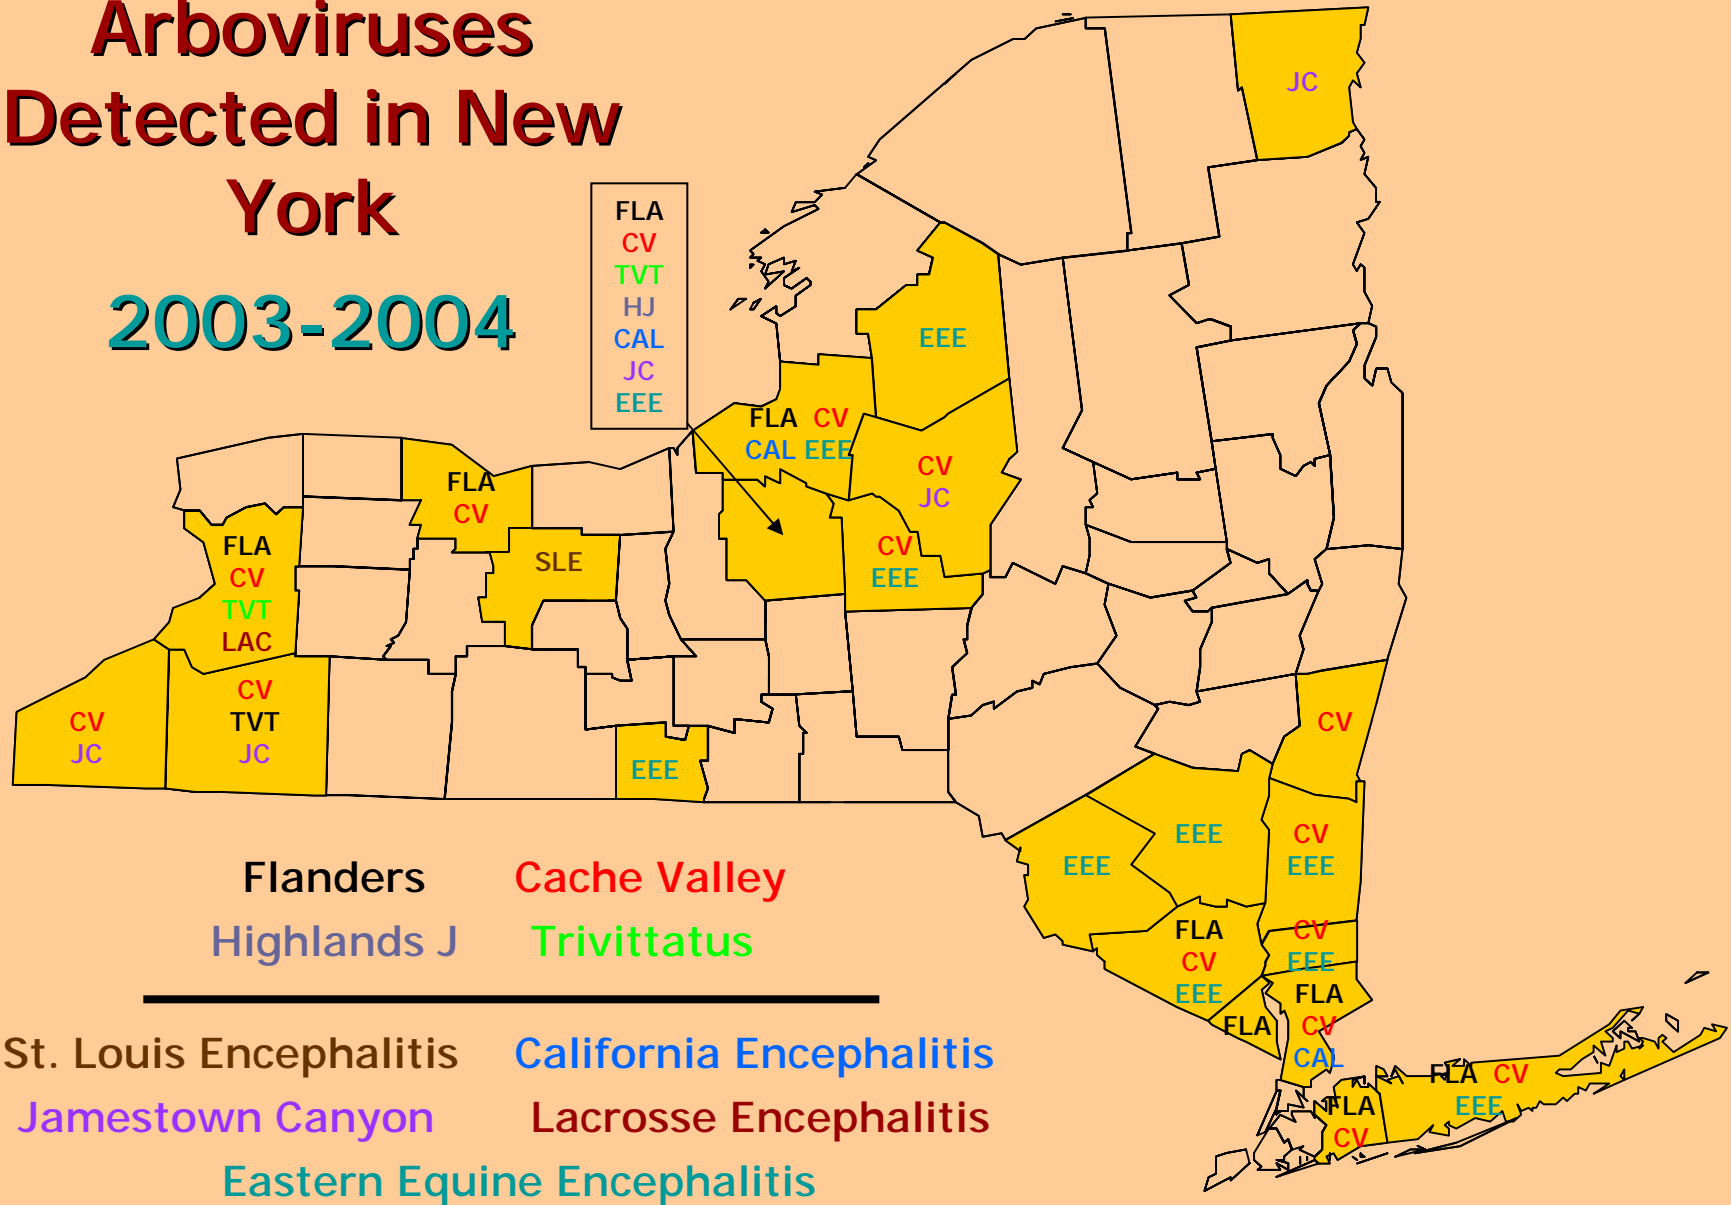 Arboviruses
Detected in New
York
2003-2004
FLA
CV
TVT
HJ
CAL
JC
EEE
JC
EEE
FLA CV
CAL EEE
CV
JC
FLA
CV
CV
EEE
SLE
FLA
CV
TVT
LAC
CV
TVT
JC
CV
JC
EEE
CV
EEE
EEE
CV
EEE
FLA
CV
EEE
CV
EEE
FLA
FLA
CV
CAL
FLA CV
EEE
FLA
CV
Flanders Cache Valley
Highlands J Trivittatus
St. Louis Encephalitis California Encephalitis
Jamestown Canyon Lacrosse Encephalitis
Eastern Equine Encephalitis